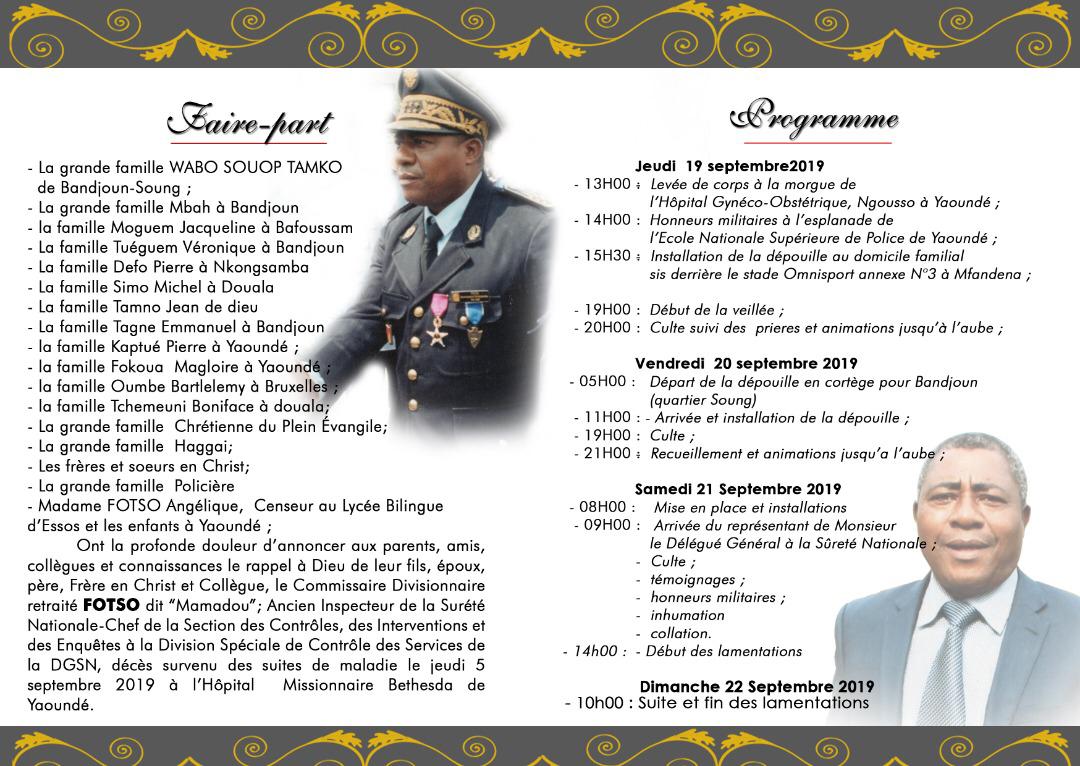 Faire-part
- La grande famille WABO SOUOP TAMKO
de Bandjoun-Soung ;
- La grande famille Mbah à Bandjoun
- la famille Moguem Jacqueline à Bafoussam
- La famille Tuéguem Véronique à Bandjoun
- La famille Defo Pierre à Nkongsamba
- La famille Simo Michel à Douala
- La famille Tamno Jean de dieu
- La famille Tagne Emmanuel à Bandjoun
- la famille Kaptué Pierre à Yaoundé ;
- la famille Fokoua Magloire à Yaoundé ;
- la famille Oumbe Bartlelemy à Bruxelles ;
- la famille Tchemeuni Boniface à douala;
- La grande famille Chrétienne du Plein Évangile;
- La grande famille Haggai;
- Les frères et soeurs en Christ;
- La grande famille Policière
- Madame FOTSO Angélique, Censeur au Lycée Bilingue
d'Essos et les enfants à Yaoundé ;
Ont la profonde douleur d'annoncer aux parents, amis,
collègues et connaissances le rappel à Dieu de leur fils, époux,
père, Frère en Christ et Collègue, le Commissaire Divisionnaire
retraité FOTSO dit "Mamadou"; Ancien Inspecteur de la Surété
Nationale-Chef de la Section des Contrôles, des Interventions et
des Enquêtes à la Division Spéciale de Contrôle des Services de
la DGSN, décès survenu des suites de maladie le jeudi 5
septembre 2019 à l'Hôpital Missionnaire Bethesda de
Yaoundé.
Programme
Jeudi 19 septembre2019
- 13H00 : Levée de corps à la morgue de
l'Hôpital Gynéco-Obstétrique, Ngousso à Yaoundé ;
- 14H00 : Honneurs militaires à l'esplanade de
l'Ecole Nationale Supérieure de Police de Yaoundé ;
- 15H30 : Installation de la dépouille au domicile familial
sis derrière le stade Omnisport annexe N°3 à Mfandena ;
- 19H00 : Début de la veillée ;
- 20H00 : Culte suivi des prieres et animations jusqu'à l'aube ;
Vendredi 20 septembre 2019
- 05H00 : Départ de la dépouille en cortège pour Bandjoun
(quartier Soung)
- 11H00 : - Arrivée et installation de la dépouille ;
- 19H00 : Culte ;
- 21H00 : Recueillement et animations jusqu'a l'aube ;
Samedi 21 Septembre 2019
- 08H00 : Mise en place et installations
- 09H00 : Arrivée du représentant de Monsieur
le Délégué Général à la Sûreté Nationale ;
- Culte ;
- témoignages ;
- honneurs militaires ;
- inhumation
- collation.
- 14h00 : - Début des lamentations
Dimanche 22 Septembre 2019
- 10h00 : Suite et fin des lamentations